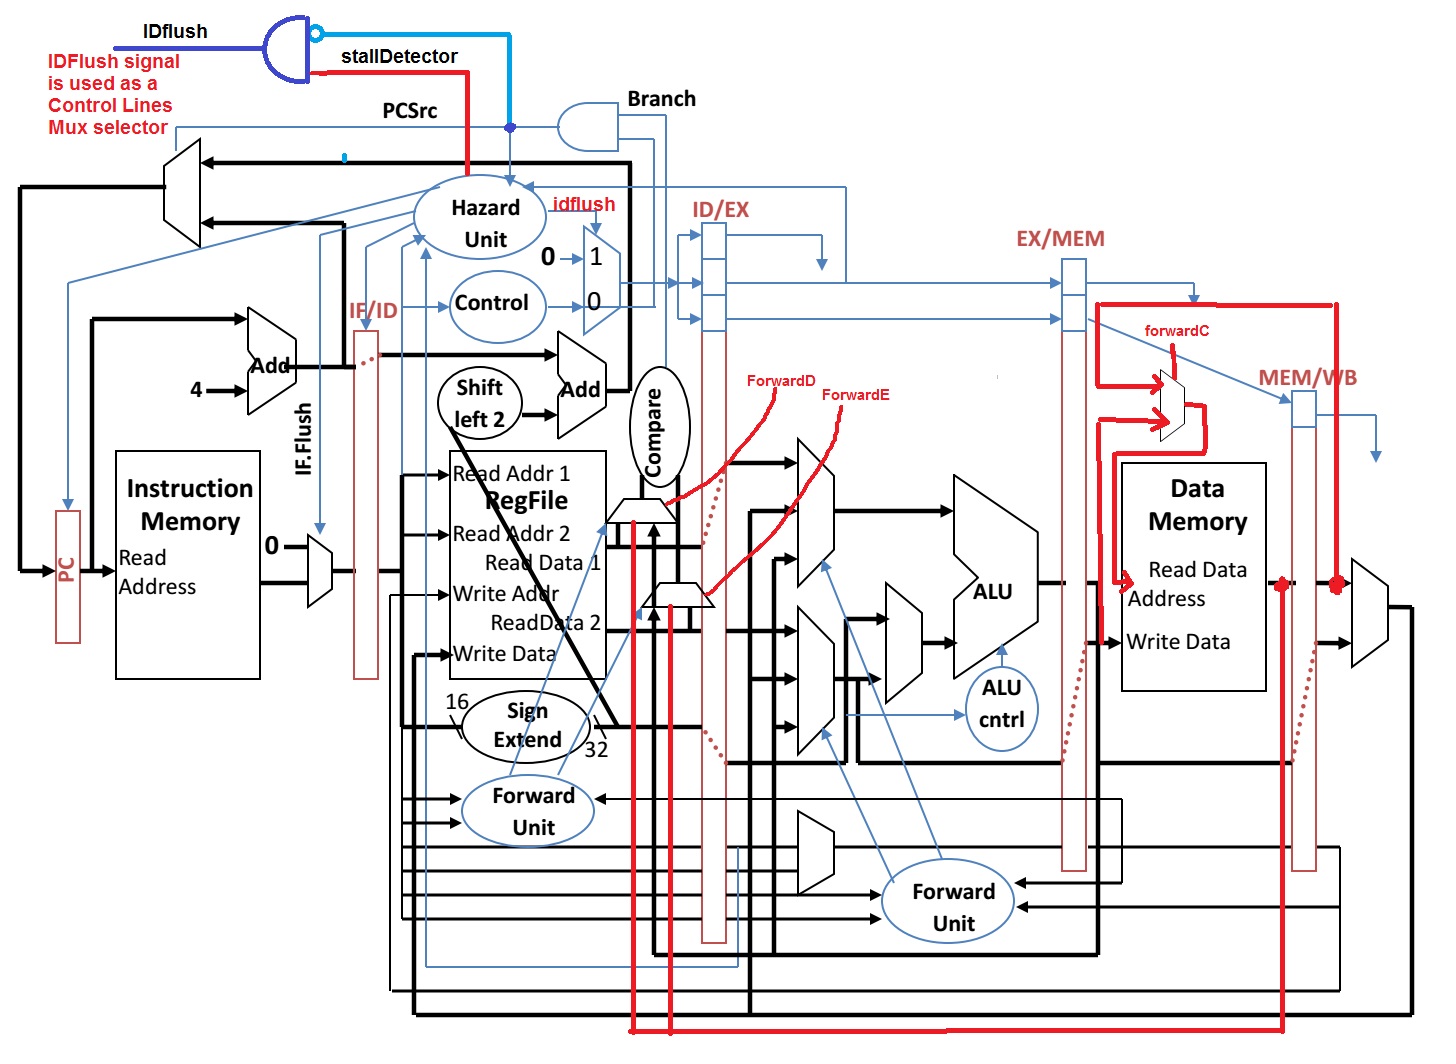 IDflush
IDFlush signal
is used as a
Control Lines
Mux selector
stallDetector
PCSrc
Branch
Hazard
Unit
idflush
0
1
0
Control
ID/EX
EX/MEM
IF/ID
Add
4
Shift
left 2
Add
Compare
ForwardD
ForwardE
forwardC
MEM/WB
IF.Flush
Instruction
Memory
Read
Address
PC
0
Read Addr 1
RegFile
Read Addr 2
Read Data 1
Write Addr
ReadData 2
Write Data
16
Sign
Extend
32
ALU
ALU
cntrl
Data
Memory
Read Data
Address
Write Data
Forward
Unit
Forward
Unit